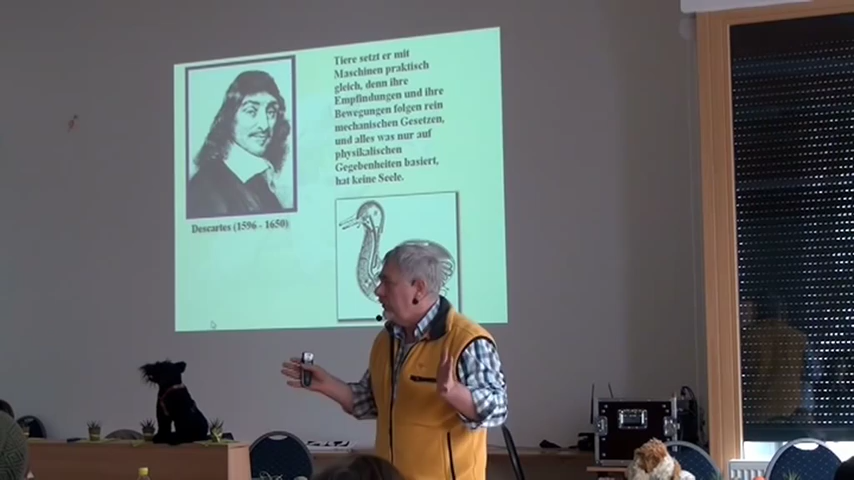 Tiere setzt er mit
Maschinen praktisch
gleich, denn ihre
Empfindungen und ihre
Bewegungen folgen rein
mechanischen Gesetzen,
und alles was nur auf
physikalischen
Gegebenheiten basiert,
hat keine Seele.
Descartes (1596 - 1650)